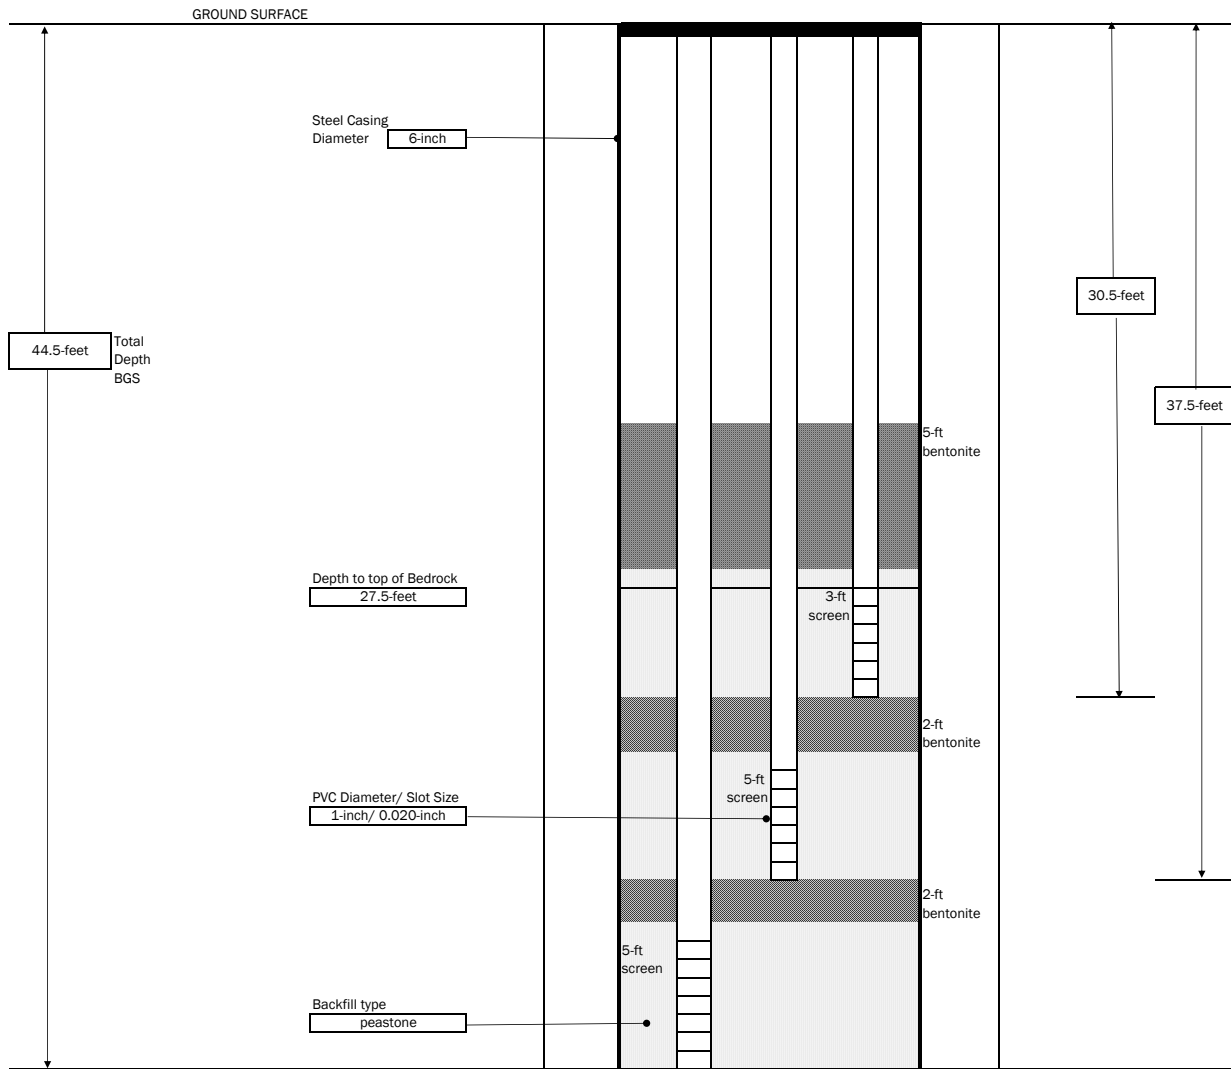 GROUND SURFACE
Steel Casing
Diameter
6-inch
30.5-feet
44.5-feet
Total
Depth
BGS
37.5-feet
5-ft
bentonite
Depth to top of Bedrock
27.5-feet
3-ft
screen
2-ft
bentonite
5-ft
screen
PVC Diameter/ Slot Size
1-inch/ 0.020-inch
2-ft
bentonite
5-ft
screen
Backfill type
peastone